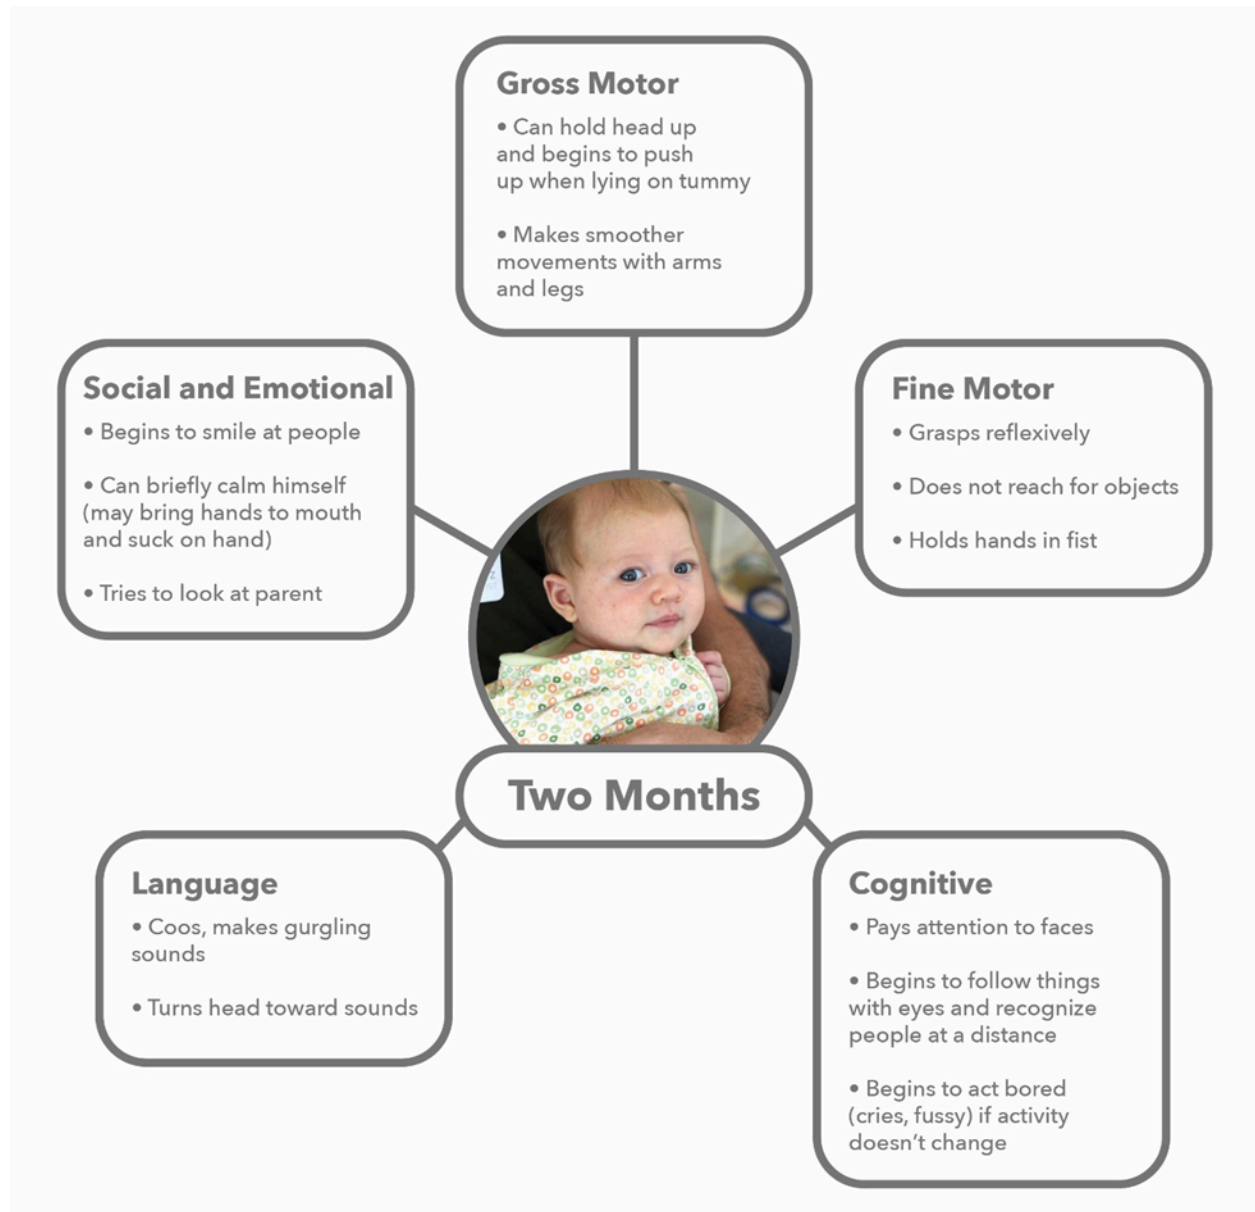 Gross Motor
• Can hold head up
and begins to push
up when lying on tummy
• Makes smoother
movements with arms
and legs
Social and Emotional
• Begins to smile at people
• Can briefly calm himself
(may bring hands to mouth
and suck on hand)
• Tries to look at parent
Fine Motor
• Grasps reflexively
• Does not reach for objects
• Holds hands in fist
Two Months
Language
• Coos, makes gurgling
sounds
• Turns head toward sounds
Cognitive
• Pays attention to faces
• Begins to follow things
with eyes and recognize
people at a distance
• Begins to act bored
(cries, fussy) if activity
doesn’t change